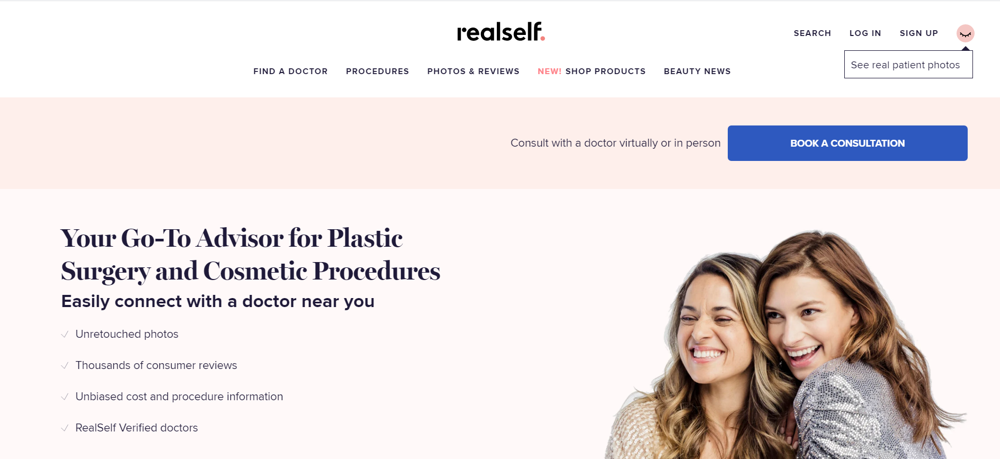 realself.
SEARCH
LOG IN
SIGN UP
See real patient photos
FIND A DOCTOR
PROCEDURES
PHOTOS & REVIEWS
NEW! SHOP PRODUCTS
BEAUTY NEWS
Consult with a doctor virtually or in person
BOOK A CONSULTATION
Your Go-To Advisor for Plastic
Surgery and Cosmetic Procedures
Easily connect with a doctor near you
Unretouched photos
Thousands of consumer reviews
Unbiased cost and procedure information
RealSelf Verified doctors